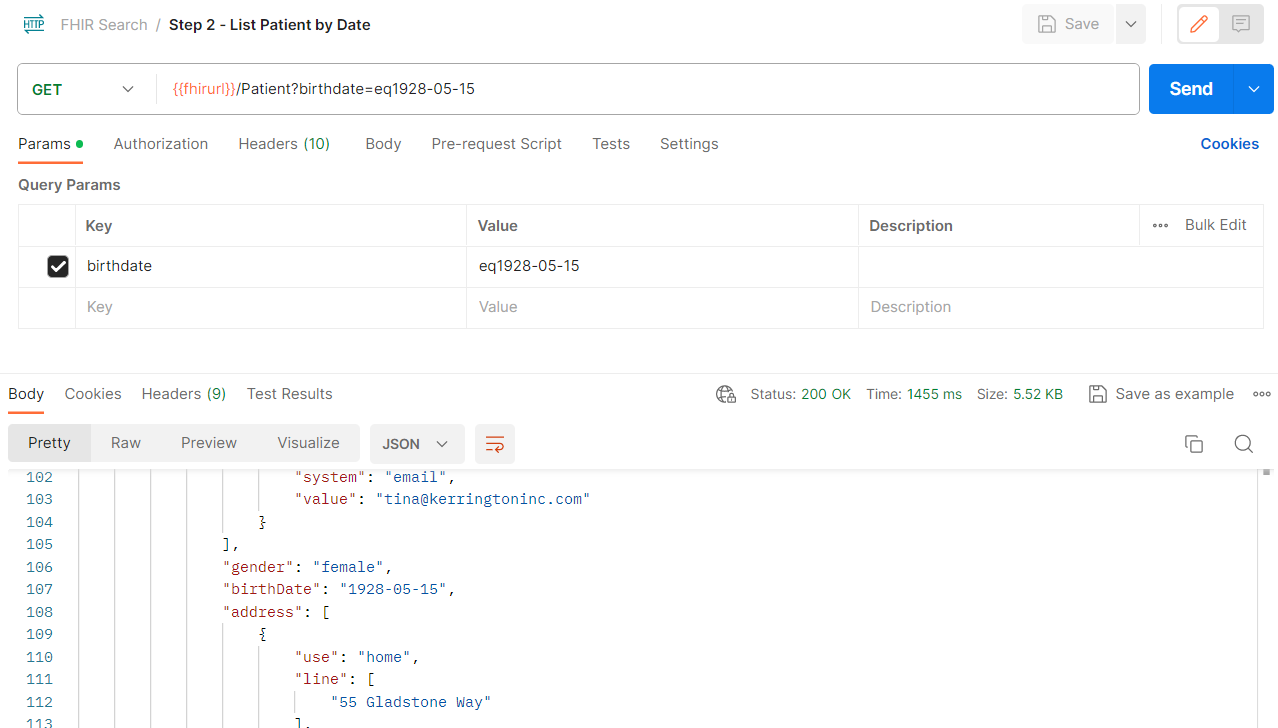 HTTP FHIR Search / Step 2 - List Patient by Date Save
GET {{fhirurl}}/Patient?birthdate=eq1928-05-15 Send
Params Authorization Headers (10) Body Pre-request Script Tests Settings Cookies
Query Params
Key Value Description Bulk Edit
birthdate eq1928-05-15
Key Value Description
Body Cookies Headers (9) Test Results Status: 200 OK Time: 1455 ms Size: 5.52 KB Save as example
Pretty Raw Preview Visualize JSON
102 "system": "email",
103 "value": "tina@kerringtoninc.com"
104 }
105 ],
106 "gender": "female",
107 "birthDate": "1928-05-15",
108 "address": [
109 {
110 "use": "home",
111 "line": [
112 "55 Gladstone Way"
113 ],